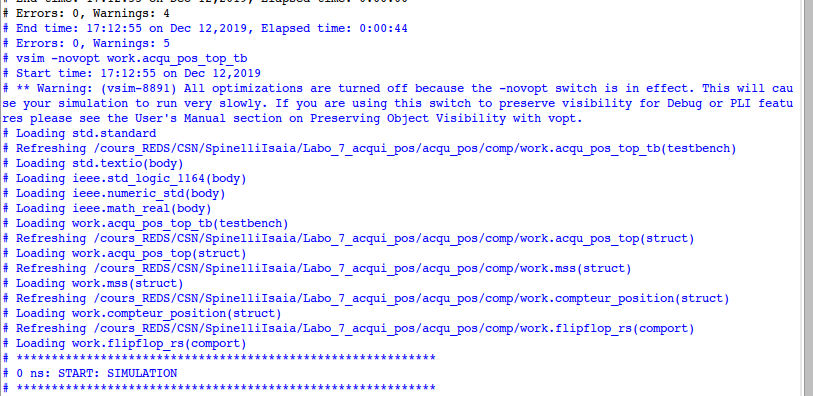 # End time: 17:12:55 on Dec 12,2019, Elapsed time: 0:00:00
# Errors: 0, Warnings: 4
# End time: 17:12:55 on Dec 12,2019, Elapsed time: 0:00:44
# Errors: 0, Warnings: 5
# vsim -novopt work.acqu_pos_top_tb
# Start time: 17:12:55 on Dec 12,2019
# ** Warning: (vsim-8891) All optimizations are turned off because the -novopt switch is in effect. This will cau
se your simulation to run very slowly. If you are using this switch to preserve visibility for Debug or PLI featu
res please see the User's Manual section on Preserving Object Visibility with vopt.
# Loading std.standard
# Refreshing /cours_REDS/CSN/SpinelliIsaia/Labo_7_acqui_pos/acqu_pos/comp/work.acqu_pos_top_tb(testbench)
# Loading std.textio(body)
# Loading ieee.std_logic_1164(body)
# Loading ieee.numeric_std(body)
# Loading ieee.math_real(body)
# Loading work.acqu_pos_top_tb(testbench)
# Refreshing /cours_REDS/CSN/SpinelliIsaia/Labo_7_acqui_pos/acqu_pos/comp/work.acqu_pos_top(struct)
# Loading work.acqu_pos_top(struct)
# Refreshing /cours_REDS/CSN/SpinelliIsaia/Labo_7_acqui_pos/acqu_pos/comp/work.mss(struct)
# Loading work.mss(struct)
# Refreshing /cours_REDS/CSN/SpinelliIsaia/Labo_7_acqui_pos/acqu_pos/comp/work.compteur_position(struct)
# Loading work.compteur_position(struct)
# Refreshing /cours_REDS/CSN/SpinelliIsaia/Labo_7_acqui_pos/acqu_pos/comp/work.flipflop_rs(comport)
# Loading work.flipflop_rs(comport)
# ************************************************************
# 0 ns: START: SIMULATION
# ************************************************************